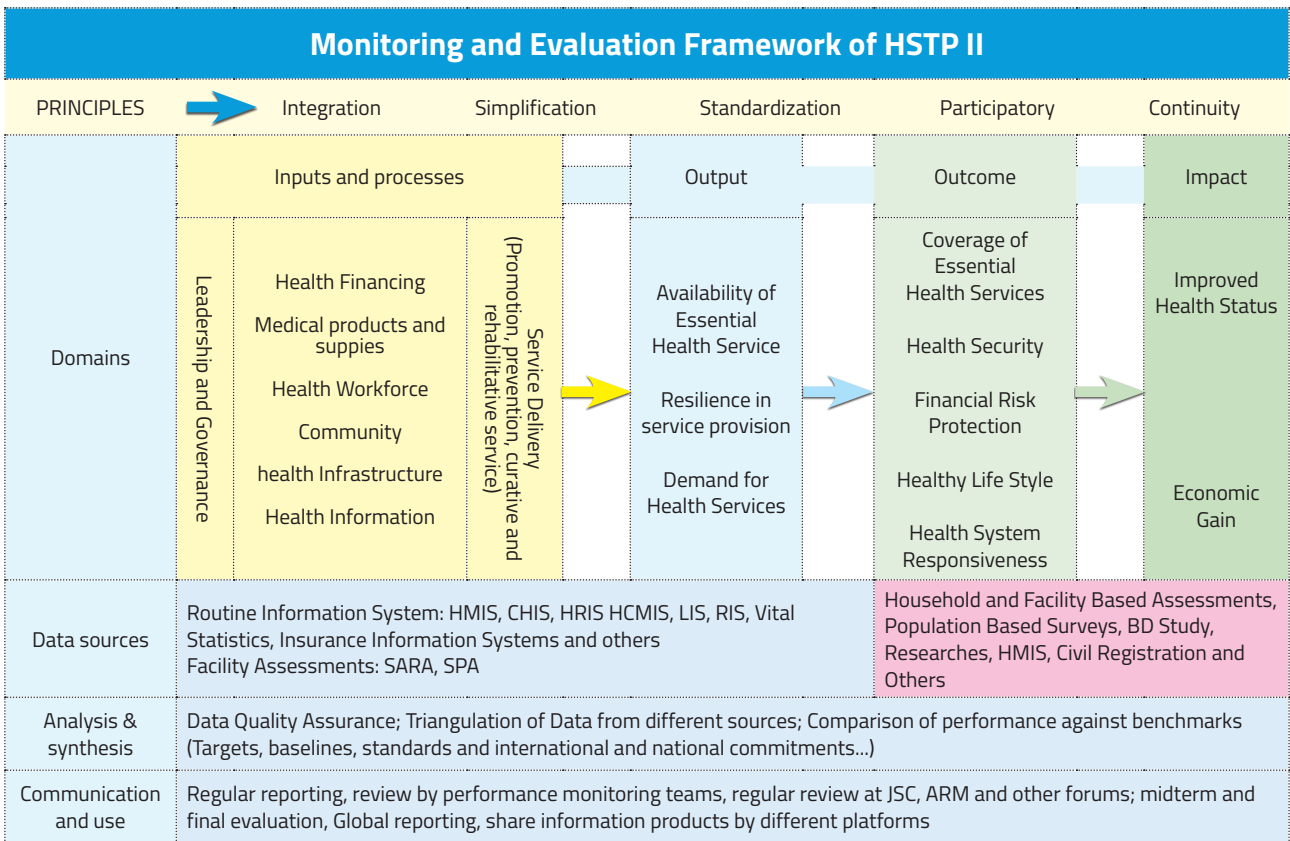 Monitoring and Evaluation Framework of HSTP II
PRINCIPLES
Integration
Simplification
Standardization
Participatory
Continuity
Domains
Inputs and processes
Output
Outcome
Impact
Leadership and Governance
Health Financing
Medical products and
suppies
Health Workforce
Community
health Infrastructure
Health Information
Service Delivery
(Promotion, prevention, curative and
rehabilitative service)
Availability of
Essential
Health Service
Resilience in
service provision
Demand for
Health Services
Coverage of
Essential
Health Services
Health Security
Financial Risk
Protection
Healthy Life Style
Health System
Responsiveness
Improved
Health Status
Economic
Gain
Data sources
Routine Information System: HMIS, CHIS, HRIS HCMIS, LIS, RIS, Vital
Statistics, Insurance Information Systems and others
Facility Assessments: SARA, SPA
Household and Facility Based Assessments,
Population Based Surveys, BD Study,
Researches, HMIS, Civil Registration and
Others
Analysis &
synthesis
Data Quality Assurance; Triangulation of Data from different sources; Comparison of performance against benchmarks
(Targets, baselines, standards and international and national commitments...)
Communication
and use
Regular reporting, review by performance monitoring teams, regular review at JSC, ARM and other forums; midterm and
final evaluation, Global reporting, share information products by different platforms